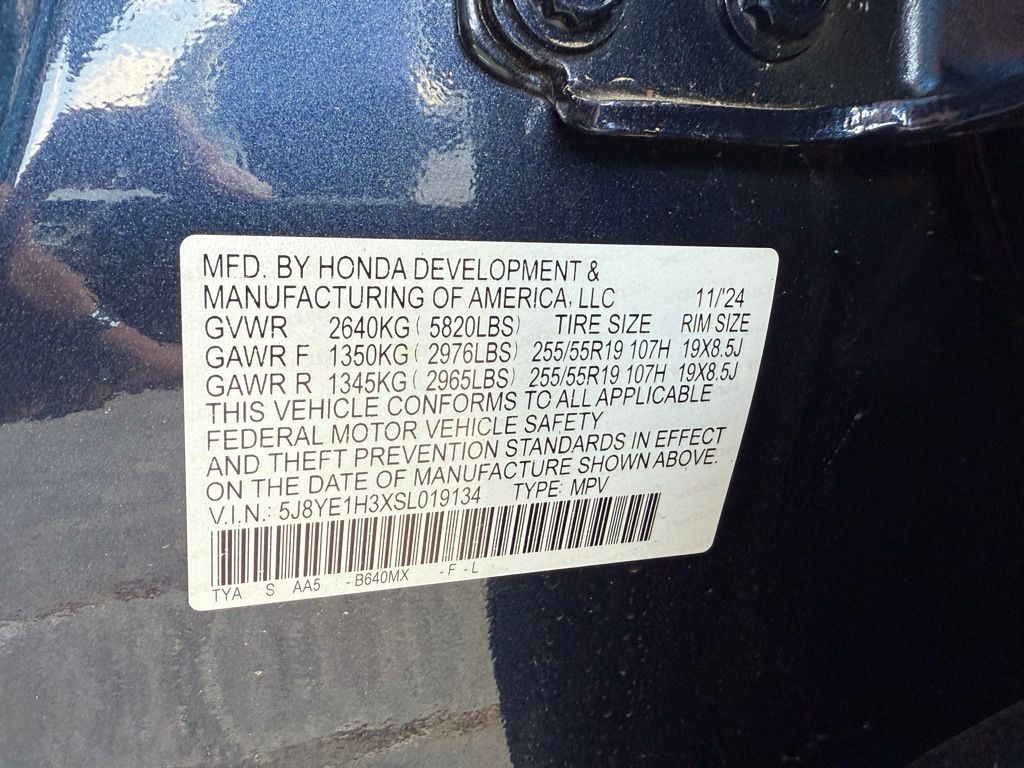 MFD. BY HONDA DEVELOPMENT &
MANUFACTURING OF AMERICA, LLC 11/'24
GVWR 2640KG ( 5820LBS) TIRE SIZE RIM SIZE
GAWR F 1350KG ( 2976LBS) 255/55R19 107H 19X8.5J
GAWR R 1345KG ( 2965LBS) 255/55R19 107H 19X8.5J
THIS VEHICLE CONFORMS TO ALL APPLICABLE
FEDERAL MOTOR VEHICLE SAFETY
AND THEFT PREVENTION STANDARDS IN EFFECT
ON THE DATE OF MANUFACTURE SHOWN ABOVE.
V.I.N.: 5J8YE1H3XSL019134 TYPE: MPV
TYA S AA5 -B640MX -F -L